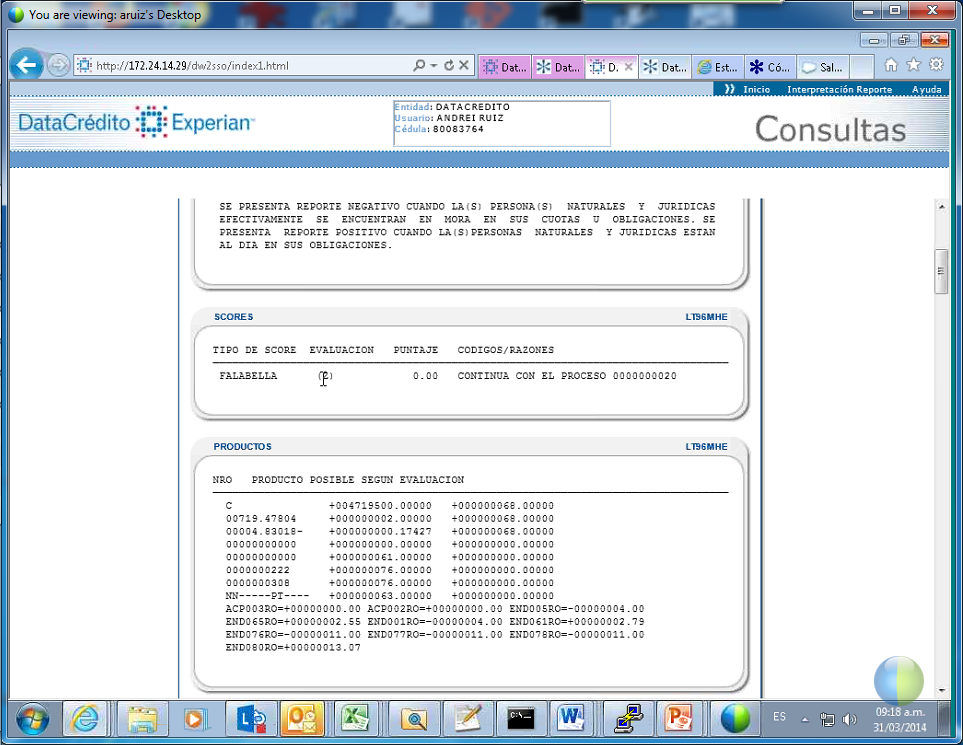 You are viewing: aruiz's Desktop
http://172.24.14.29/dw2sso/index1.html
Dat...
Dat...
D...
Dat...
Est...
Có...
Sal...
Inicio Interpretación Reporte Ayuda
DataCrédito Experian
Entidad: DATACREDITO
Usuario: ANDREI RUIZ
Cédula: 80083764
Consultas
SE PRESENTA REPORTE NEGATIVO CUANDO LA(S) PERSONA(S) NATURALES Y JURIDICAS
EFECTIVAMENTE SE ENCUENTRAN EN MORA EN SUS CUOTAS U OBLIGACIONES. SE
PRESENTA REPORTE POSITIVO CUANDO LA(S)PERSONAS NATURALES Y JURIDICAS ESTAN
AL DIA EN SUS OBLIGACIONES.
SCORES LT96MHE
TIPO DE SCORE EVALUACION PUNTAJE CODIGOS/RAZONES
FALABELLA 0.00 CONTINUA CON EL PROCESO 0000000020
PRODUCTOS LT96MHE
NRO PRODUCTO POSIBLE SEGUN EVALUACION
C +004719500.00000 +000000068.00000
00719.47804 +000000002.00000 +000000068.00000
00004.83018- +000000000.17427 +000000068.00000
00000000000 +000000000.00000 +000000000.00000
00000000000 +000000061.00000 +000000000.00000
0000000222 +000000076.00000 +000000000.00000
0000000308 +000000076.00000 +000000000.00000
NN-----PT---- +000000063.00000 +000000000.00000
ACP003RO=+00000000.00 ACP002RO=+00000000.00 END005RO=-00000004.00
END065RO=+00000002.55 END001RO=-00000004.00 END061RO=+00000002.79
END076RO=-00000011.00 END077RO=-00000011.00 END078RO=-00000011.00
END080RO=+00000013.07
ES
09:18 a.m.
31/03/2014